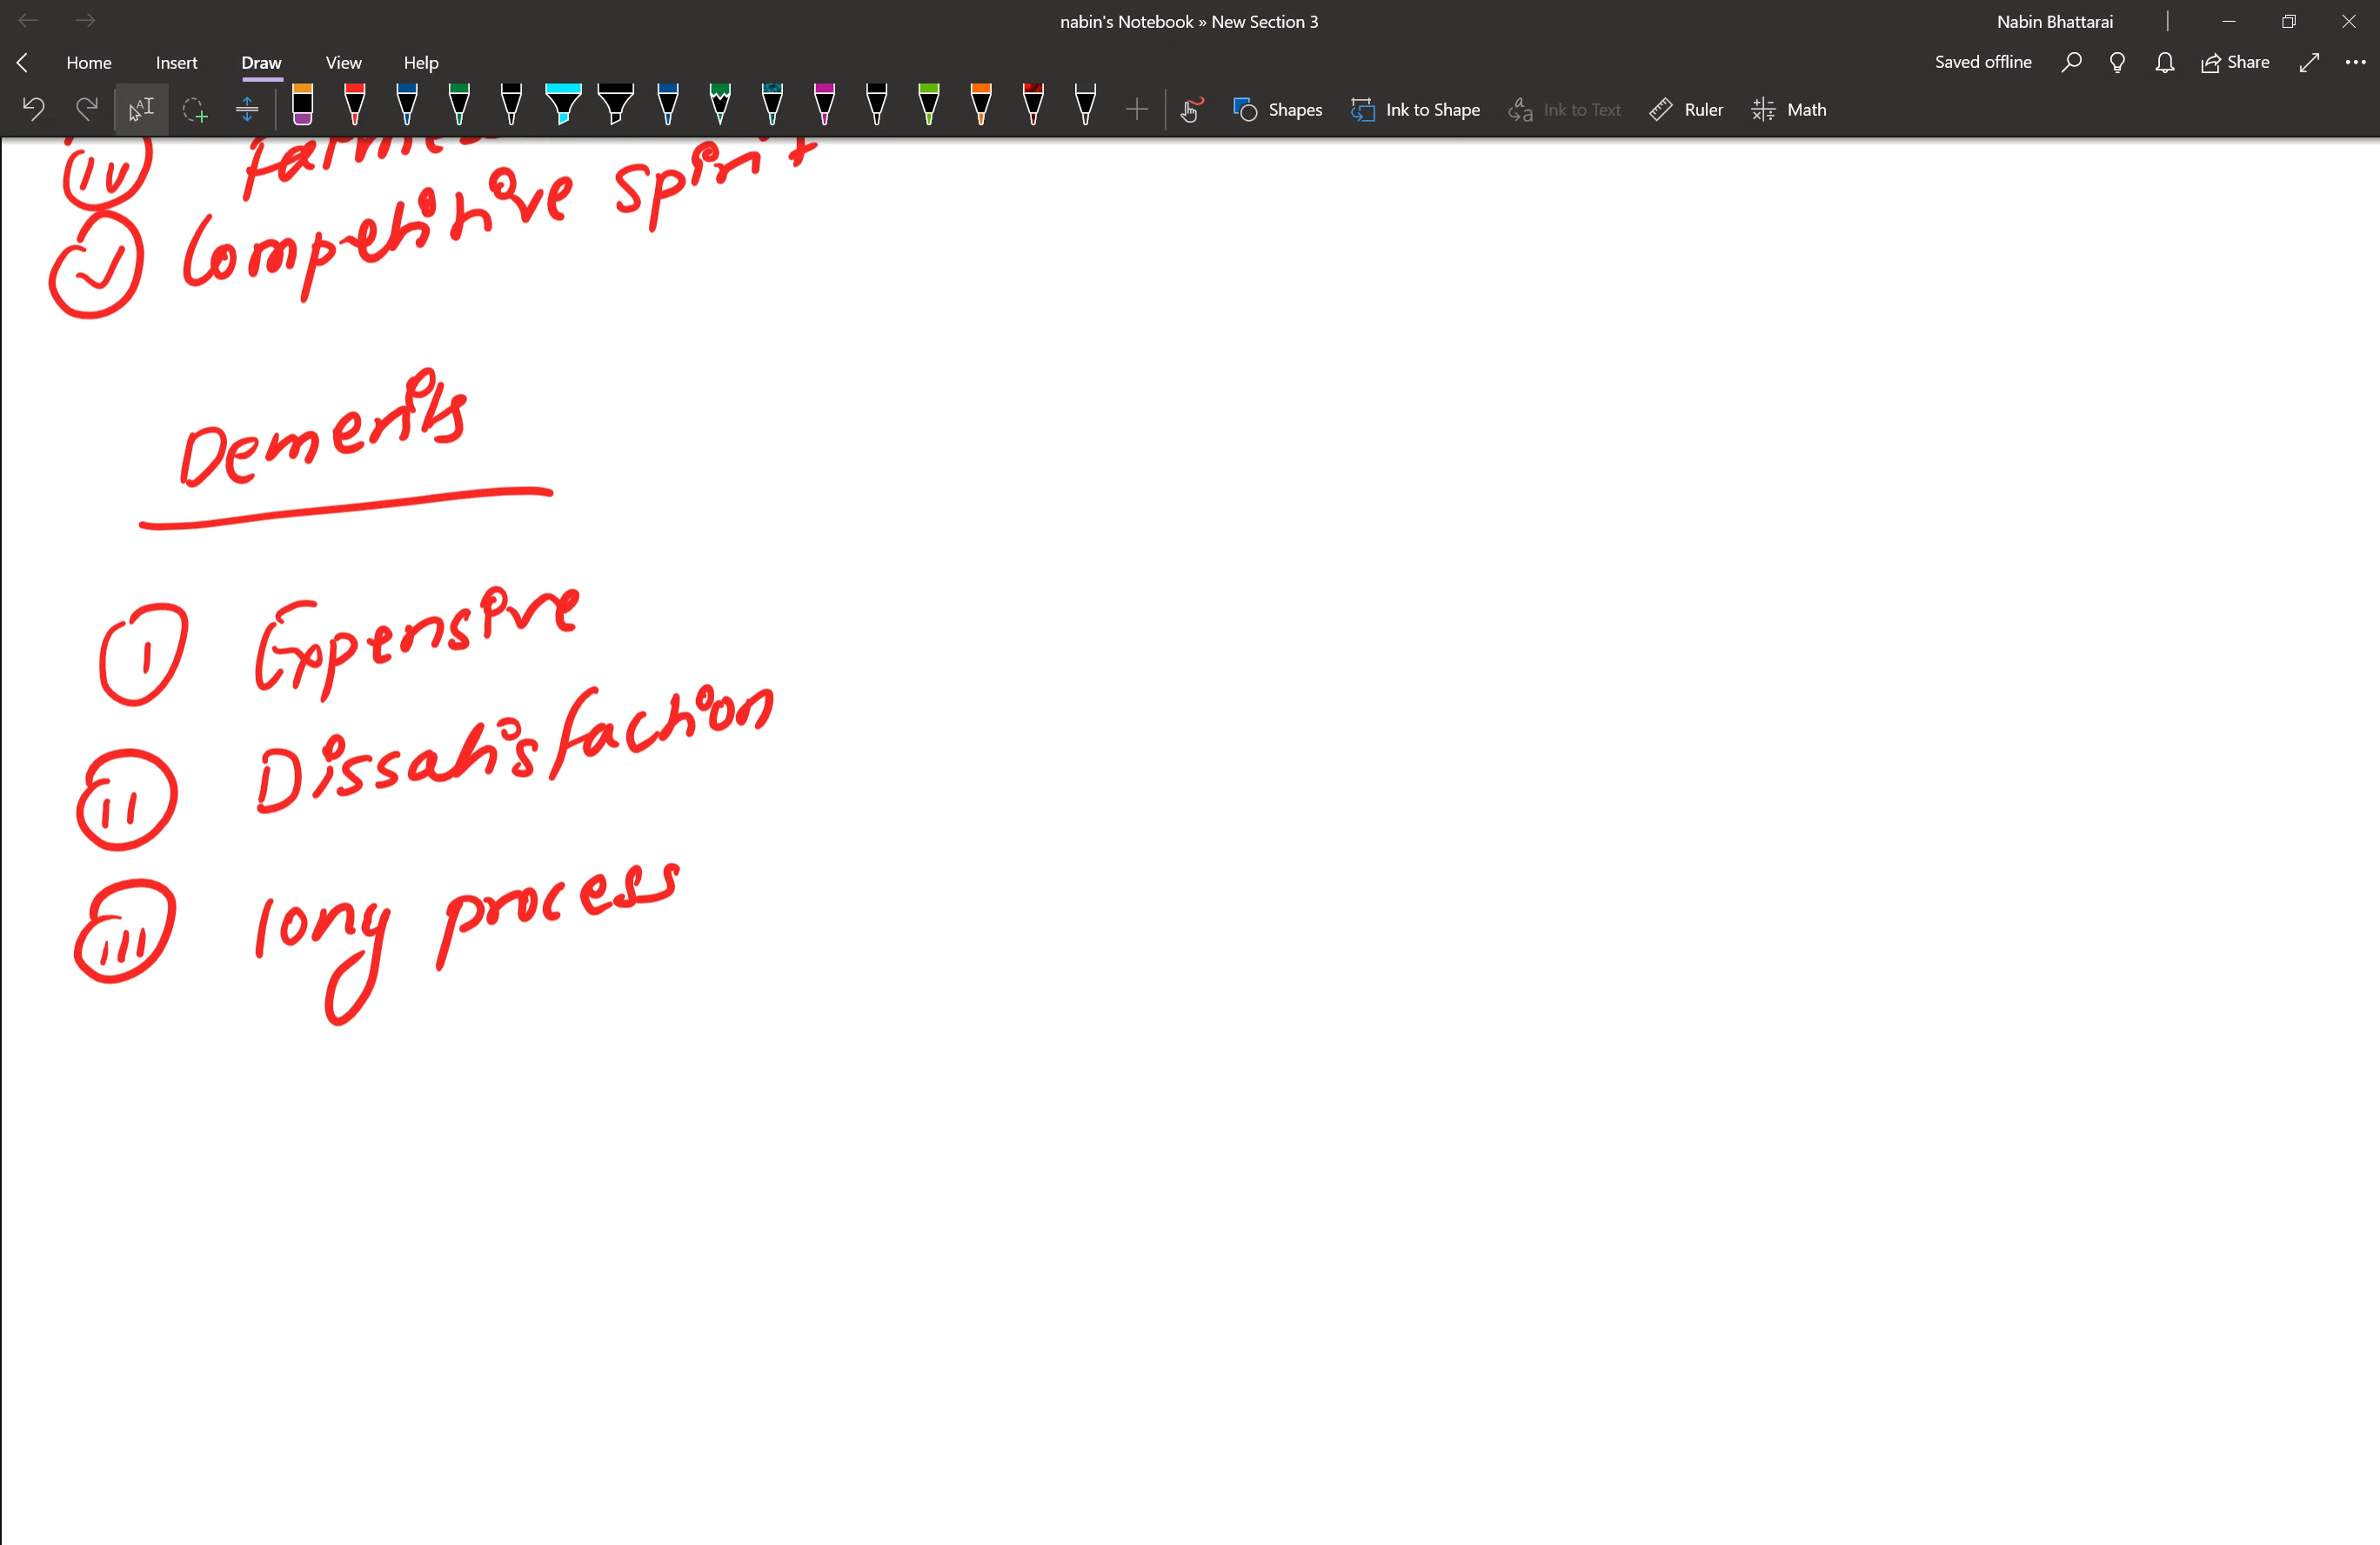 nabin's Notebook » New Section 3
Nabin Bhattarai
Home Insert Draw View Help
Saved offline
Share
Shapes Ink to Shape Ink to Text Ruler Math
(iv)
(v) Competitive spirit
Demerits
(i) Expensive
(ii) Dissatisfaction
(iii) long process